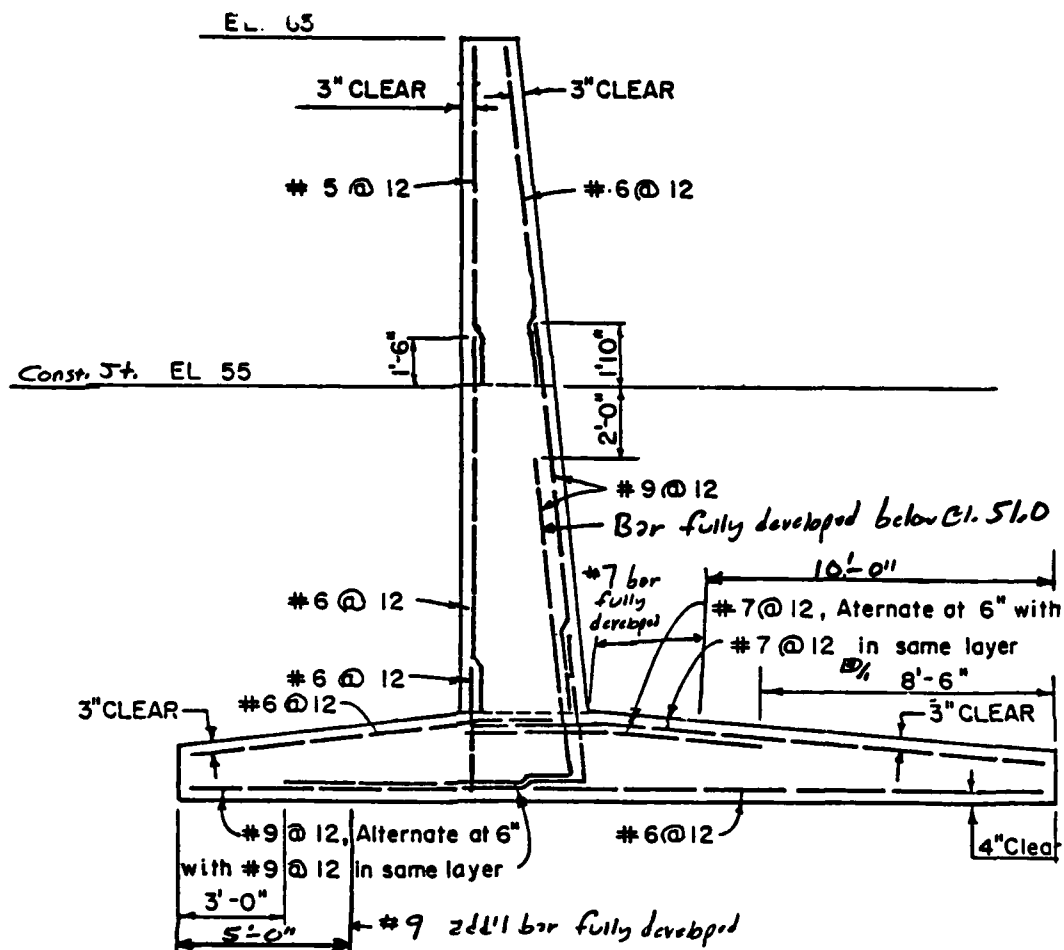 EL. 65
3" CLEAR
3" CLEAR
# 5 @ 12
#.6 @ 12
1'-6"
1'10"
Const. Jt. EL 55
2'-0"
# 9 @ 12
Bar fully developed below El. 51.0
10'-0"
#7 bar
fully
developed
#6 @ 12
#7 @ 12, Aternate at 6" with
#7 @ 12 in same layer
#6 @ 12
8'-6"
3" CLEAR
#6 @ 12
3" CLEAR
#9 @ 12, Alternate at 6"
with #9 @ 12 in same layer
#6 @ 12
4" Clear
3'-0"
5'-0"
#9 add'l bar fully developed